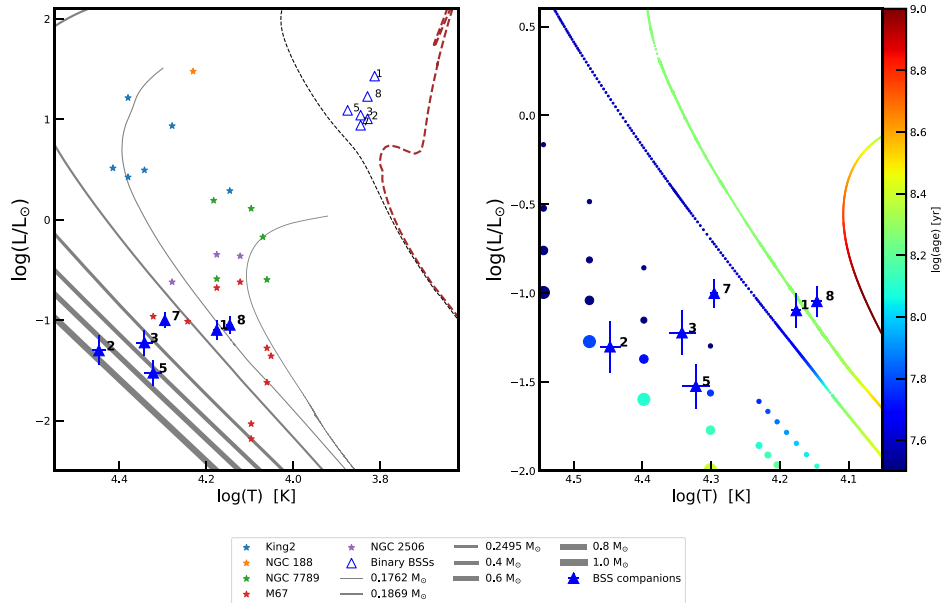 2
1
0
−1
−2
4.4
4.2
4.0
3.8
log(L/L⊙)
log(T) [K]
1
8
5
3
2
7
1
8
3
2
5
0.5
0.0
−0.5
−1.0
−1.5
−2.0
4.5
4.4
4.3
4.2
4.1
log(L/L⊙)
log(T) [K]
7
1
8
3
2
5
9.0
8.8
8.6
8.4
8.2
8.0
7.8
7.6
log(age) [yr]
King2
NGC 188
NGC 7789
M67
NGC 2506
Binary BSSs
0.1762 M⊙
0.1869 M⊙
0.2495 M⊙
0.4 M⊙
0.6 M⊙
0.8 M⊙
1.0 M⊙
BSS companions